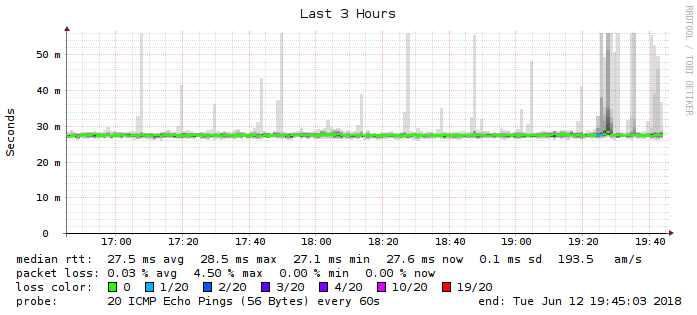 Last 3 Hours
RRDTOOL / TOBI OETIKER
Seconds
50 m
40 m
30 m
20 m
10 m
0
17:00 17:20 17:40 18:00 18:20 18:40 19:00 19:20 19:40
median rtt: 27.5 ms avg 28.5 ms max 27.1 ms min 27.6 ms now 0.1 ms sd 193.5 am/s
packet loss: 0.03 % avg 4.50 % max 0.00 % min 0.00 % now
loss color: 0 1/20 2/20 3/20 4/20 10/20 19/20
probe: 20 ICMP Echo Pings (56 Bytes) every 60s end: Tue Jun 12 19:45:03 2018